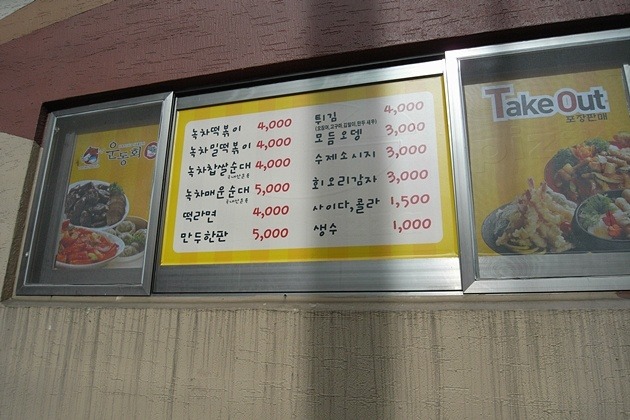 운동회
녹차떡볶이 4,000
녹차밀떡볶이 4,000
녹차찹쌀순대 4,000
녹차매운순대 5,000
떡라면 4,000
만두한판 5,000
튀김 4,000
모듬오뎅 3,000
수제소시지 3,000
회오리감자 3,000
사이다,콜라 1,500
생수 1,000
Take Out
포장판매